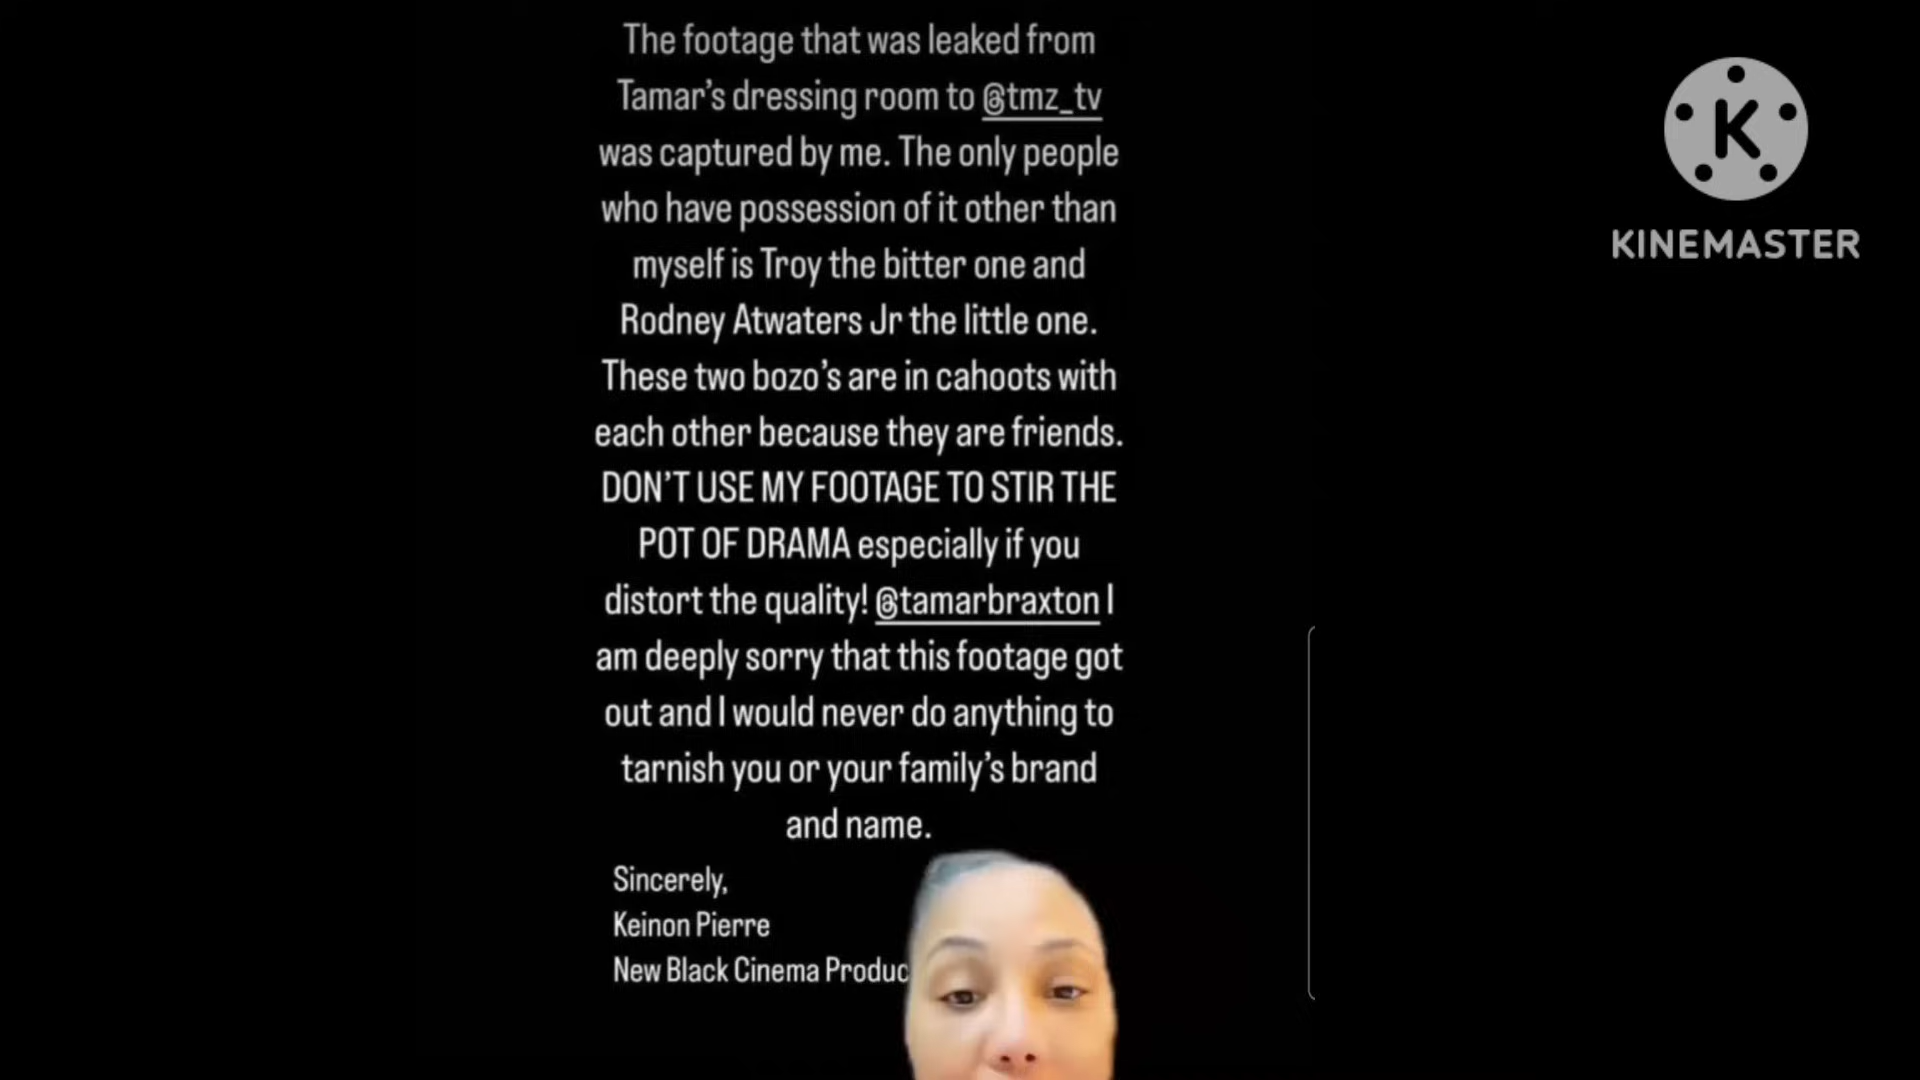 The footage that was leaked from
Tamar's dressing room to @tmz_tv
was captured by me. The only people
who have possession of it other than
myself is Troy the bitter one and
Rodney Atwaters Jr the little one.
These two bozo's are in cahoots with
each other because they are friends.
DON'T USE MY FOOTAGE TO STIR THE
POT OF DRAMA especially if you
distort the quality! @tamarbraxton I
am deeply sorry that this footage got
out and I would never do anything to
tarnish you or your family's brand
and name.
Sincerely,
Keinon Pierre
New Black Cinema Produc
K
KINEMASTER